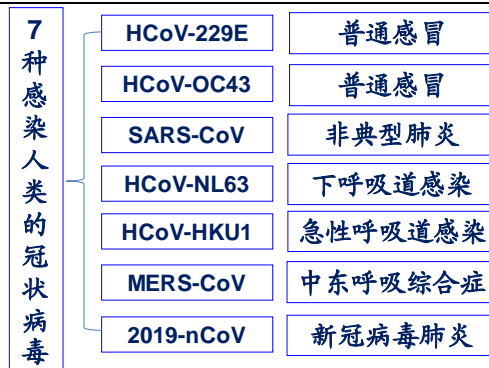 7种感染人类的冠状病毒
HCoV-229E
普通感冒
HCoV-OC43
普通感冒
SARS-CoV
非典型肺炎
HCoV-NL63
下呼吸道感染
HCoV-HKU1
急性呼吸道感染
MERS-CoV
中东呼吸综合症
2019-nCoV
新冠病毒肺炎